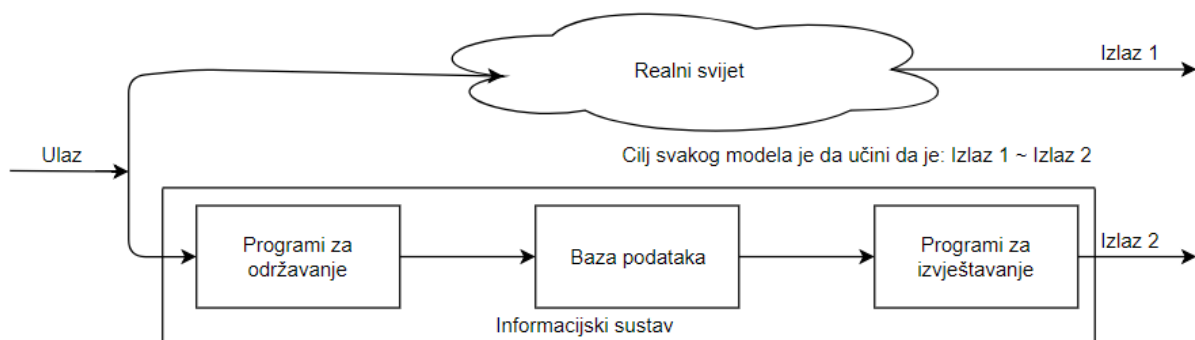 Realni svijet
Izlaz 1
Ulaz
Cilj svakog modela je da učini da je: Izlaz 1 ~ Izlaz 2
Programi za
održavanje
Baza podataka
Programi za
izvještavanje
Izlaz 2
Informacijski sustav